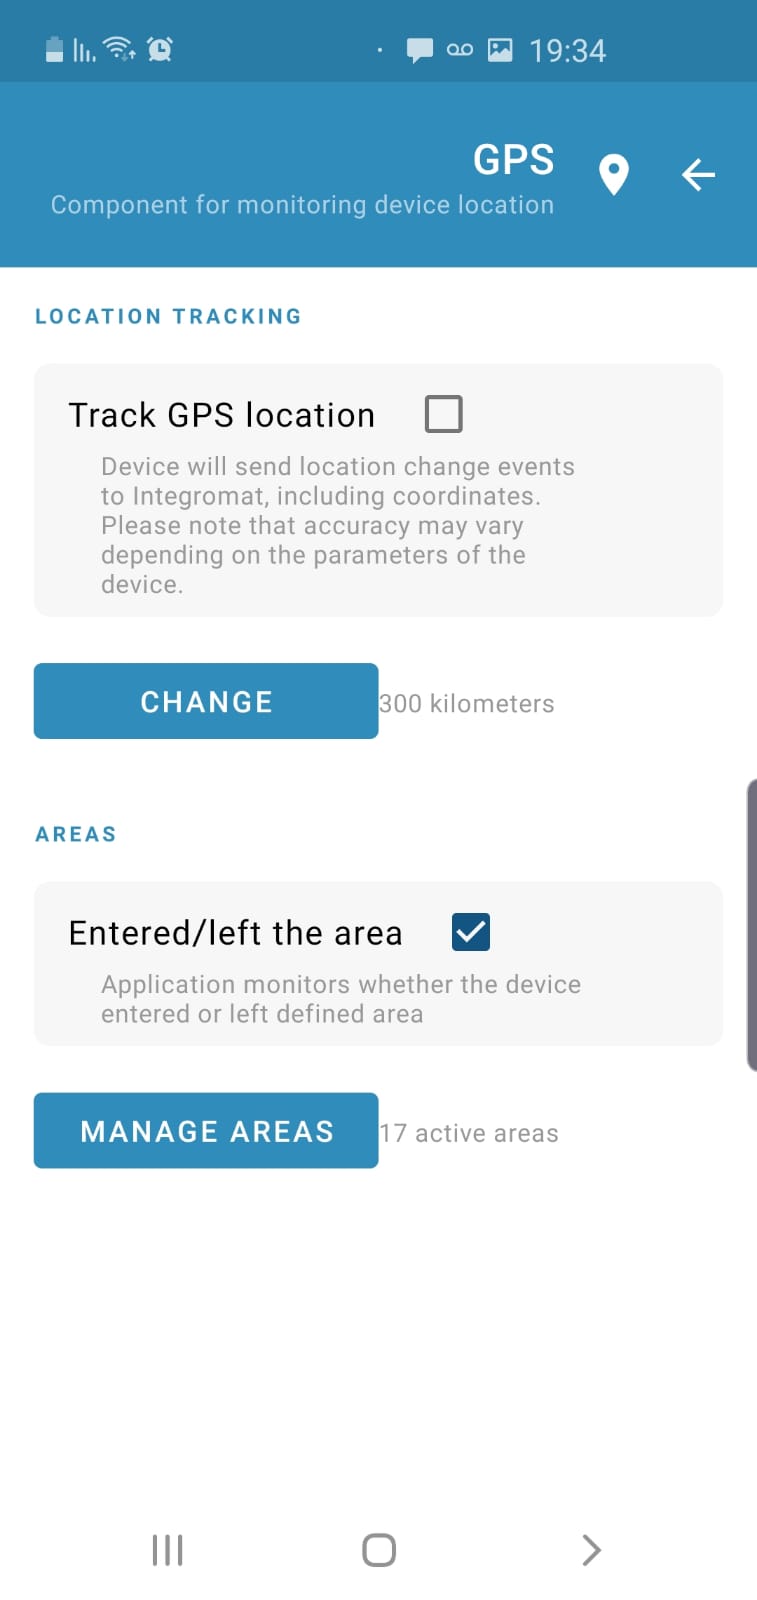 19:34
GPS
Component for monitoring device location
LOCATION TRACKING
Track GPS location
Device will send location change events
to Integromat, including coordinates.
Please note that accuracy may vary
depending on the parameters of the
device.
CHANGE
300 kilometers
AREAS
Entered/left the area
Application monitors whether the device
entered or left defined area
MANAGE AREAS
17 active areas